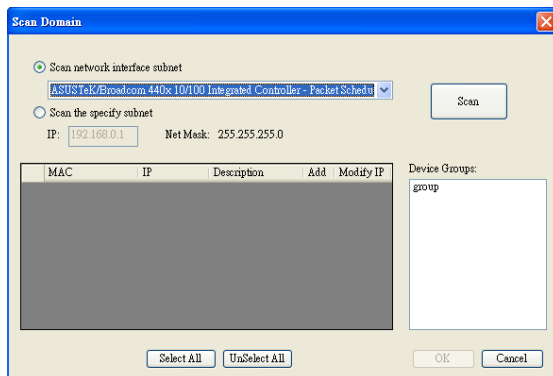 Scan Domain
Scan network interface subnet
ASUSTeK/Broadcom 440x 10/100 Integrated Controller - Packet Schedu
Scan
Scan the specify subnet
IP: 192.168.0.1 Net Mask: 255.255.255.0
MAC IP Description Add Modify IP
Device Groups:
group
Select All UnSelect All OK Cancel